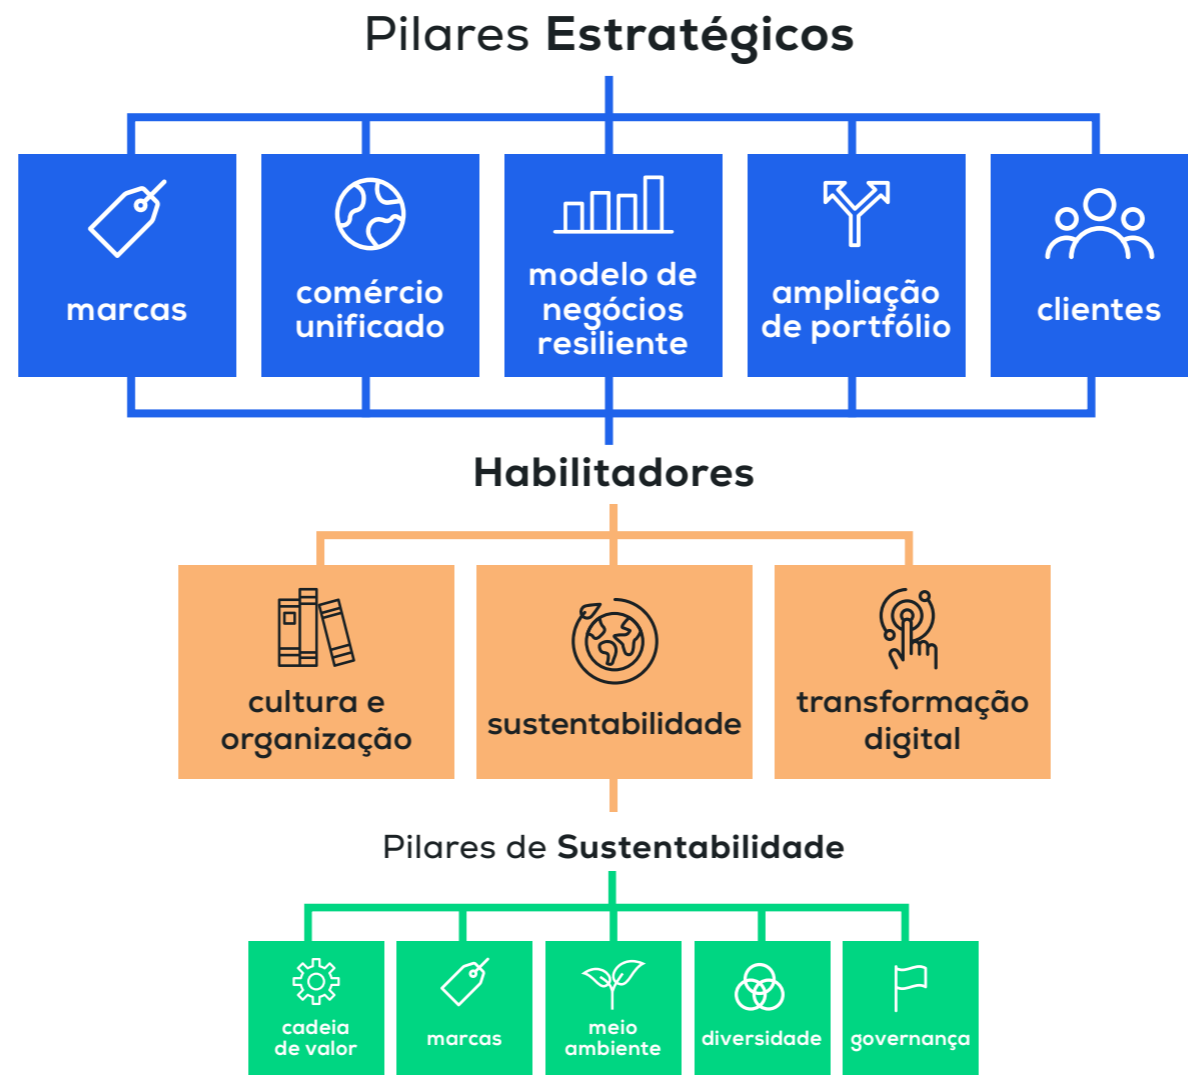 Pilares Estratégicos
marcas
comércio
unificado
modelo de
negócios
resiliente
ampliação
de portfólio
clientes
Habilitadores
cultura e
organização
sustentabilidade
transformação
digital
Pilares de Sustentabilidade
cadeia
de valor
marcas
meio
ambiente
diversidade
governança